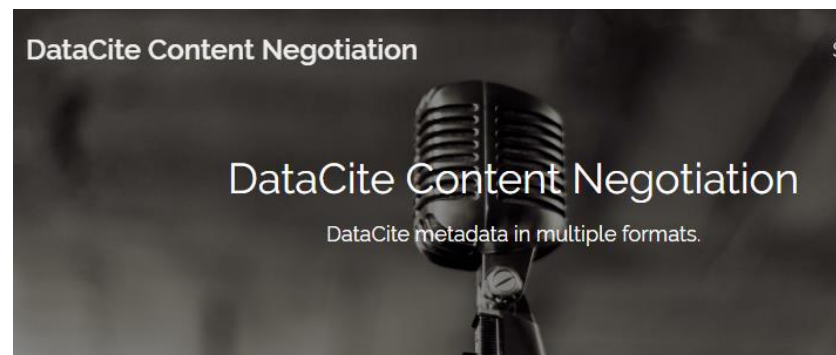 DataCite Content Negotiation
DataCite Content Negotiation
DataCite metadata in multiple formats.